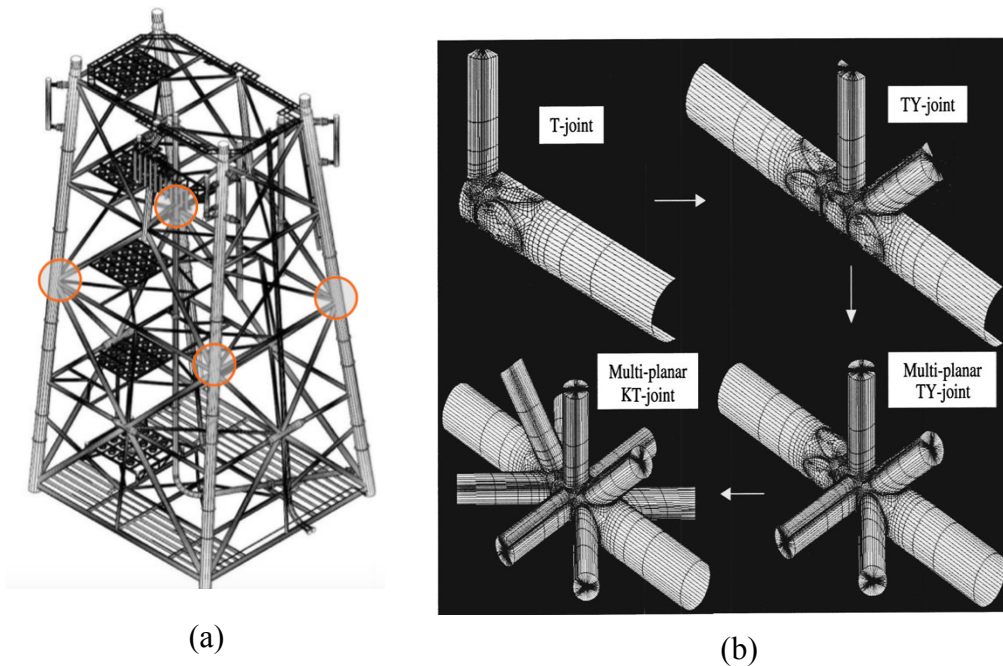 T-joint
TY-joint
Multi-planar
KT-joint
Multi-planar
TY-joint
(a)
(b)